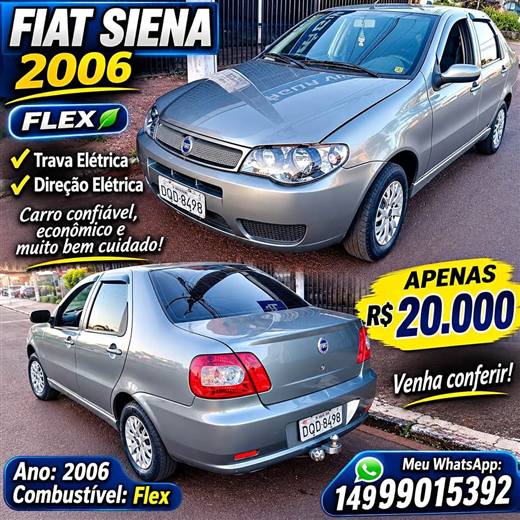 FIAT SIENA
2006
FLEX
Trava Elétrica
Direção Elétrica
Carro confiável,
econômico e
muito bem cuidado!
DQD 8498
APENAS
R$ 20.000
Venha conferir!
DQD 8498
Ano: 2006
Combustível: Flex
Meu WhatsApp:
14999015392